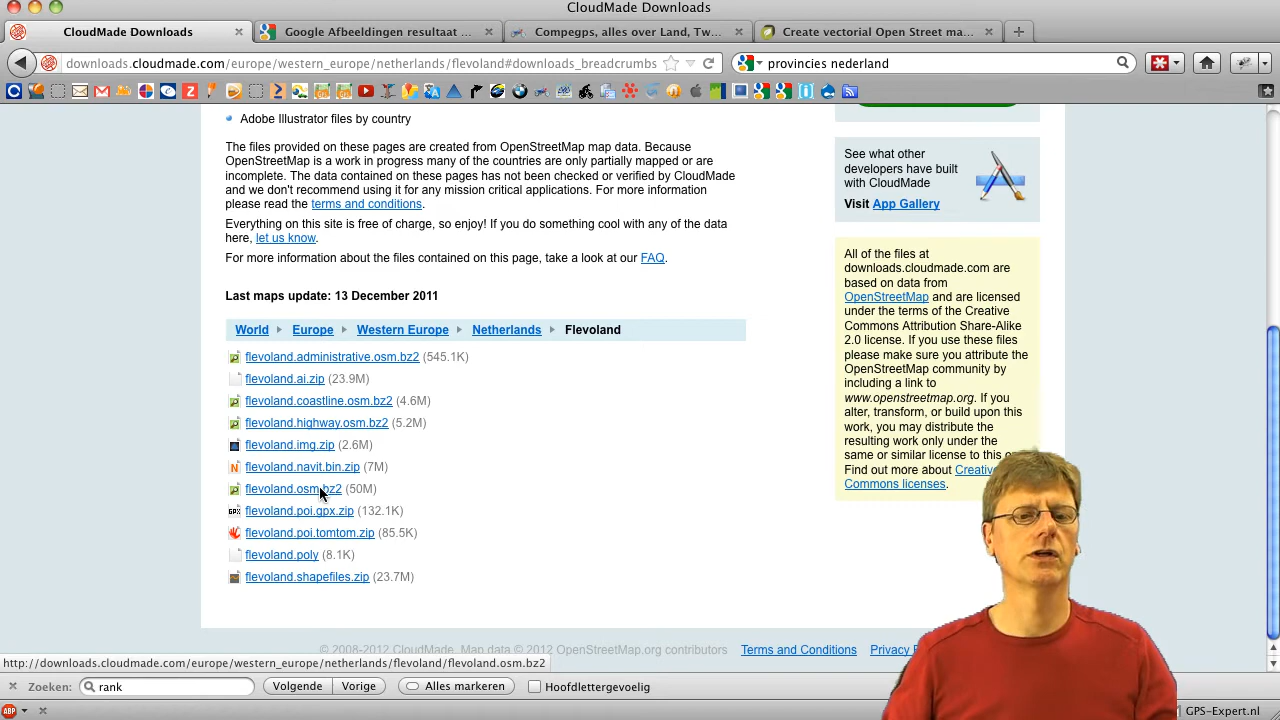 CloudMade Downloads
CloudMade Downloads
Google Afbeeldingen resultaat ...
Compegps, alles over Land, Tw...
Create vectorial Open Street ma...
downloads.cloudmade.com/europe/western_europe/netherlands/flevoland#downloads_breadcrumbs
provincies nederland
Adobe Illustrator files by country
The files provided on these pages are created from OpenStreetMap map data. Because
OpenStreetMap is a work in progress many of the countries are only partially mapped or are
incomplete. The data contained on these pages has not been checked or verified by CloudMade
and we don't recommend using it for any mission critical applications. For more information
please read the terms and conditions.
Everything on this site is free of charge, so enjoy! If you do something cool with any of the data
here, let us know.
For more information about the files contained on this page, take a look at our FAQ.
Last maps update: 13 December 2011
World Europe Western Europe Netherlands Flevoland
flevoland.administrative.osm.bz2 (545.1K)
flevoland.ai.zip (23.9M)
flevoland.coastline.osm.bz2 (4.6M)
flevoland.highway.osm.bz2 (5.2M)
flevoland.img.zip (2.6M)
flevoland.navit.bin.zip (7M)
flevoland.osm.bz2 (50M)
GPX flevoland.poi.gpx.zip (132.1K)
flevoland.poi.tomtom.zip (85.5K)
flevoland.poly (8.1K)
flevoland.shapefiles.zip (23.7M)
See what other
developers have built
with CloudMade
Visit App Gallery
All of the files at
downloads.cloudmade.com are
based on data from
OpenStreetMap and are licensed
under the terms of the Creative
Commons Attribution Share-Alike
2.0 license. If you use these files
please make sure you attribute the
OpenStreetMap community by
including a link to
www.openstreetmap.org. If you
alter, transform, or build upon this
work, you may distribute the
resulting work only under the
same or similar license to this
Find out more about Creativ
Commons licenses.
© 2008-2012 CloudMade. Map data © 2012 OpenStreetMap.org contributors
Terms and Conditions
Privacy
http://downloads.cloudmade.com/europe/western_europe/netherlands/flevoland/flevoland.osm.bz2
Zoeken: rank Volgende Vorige Alles markeren Hoofdlettergevoelig
ABP
GPS-Expert.nl